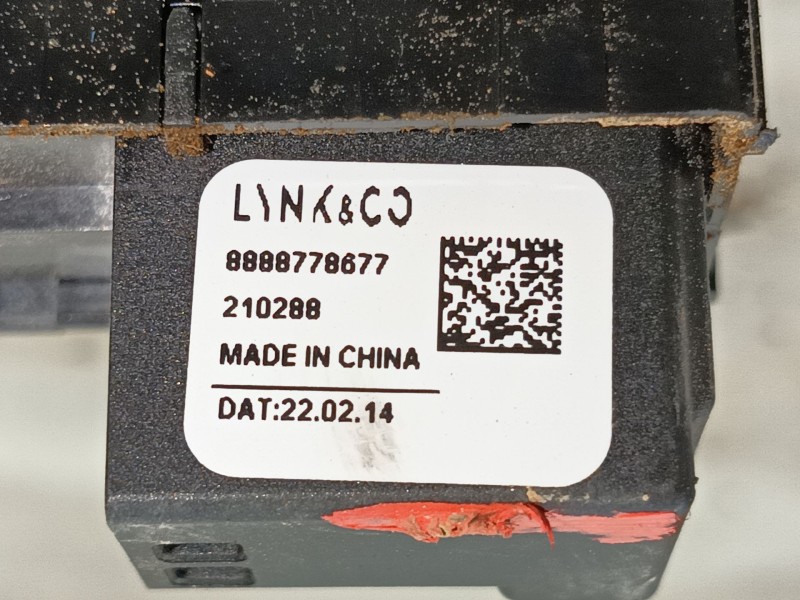 LYNK&CO
8888778677
210288
MADE IN CHINA
DAT:22.02.14